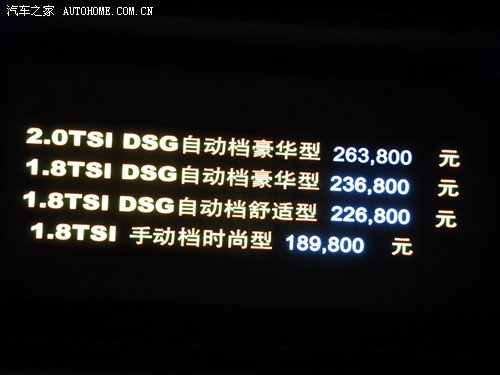 汽车之家 AUTOHOME.COM.CN
2.0TSI DSG自动档豪华型 263,800 元
1.8TSI DSG自动档豪华型 236,800 元
1.8TSI DSG自动档舒适型 226,800 元
1.8TSI 手动档时尚型 189,800 元